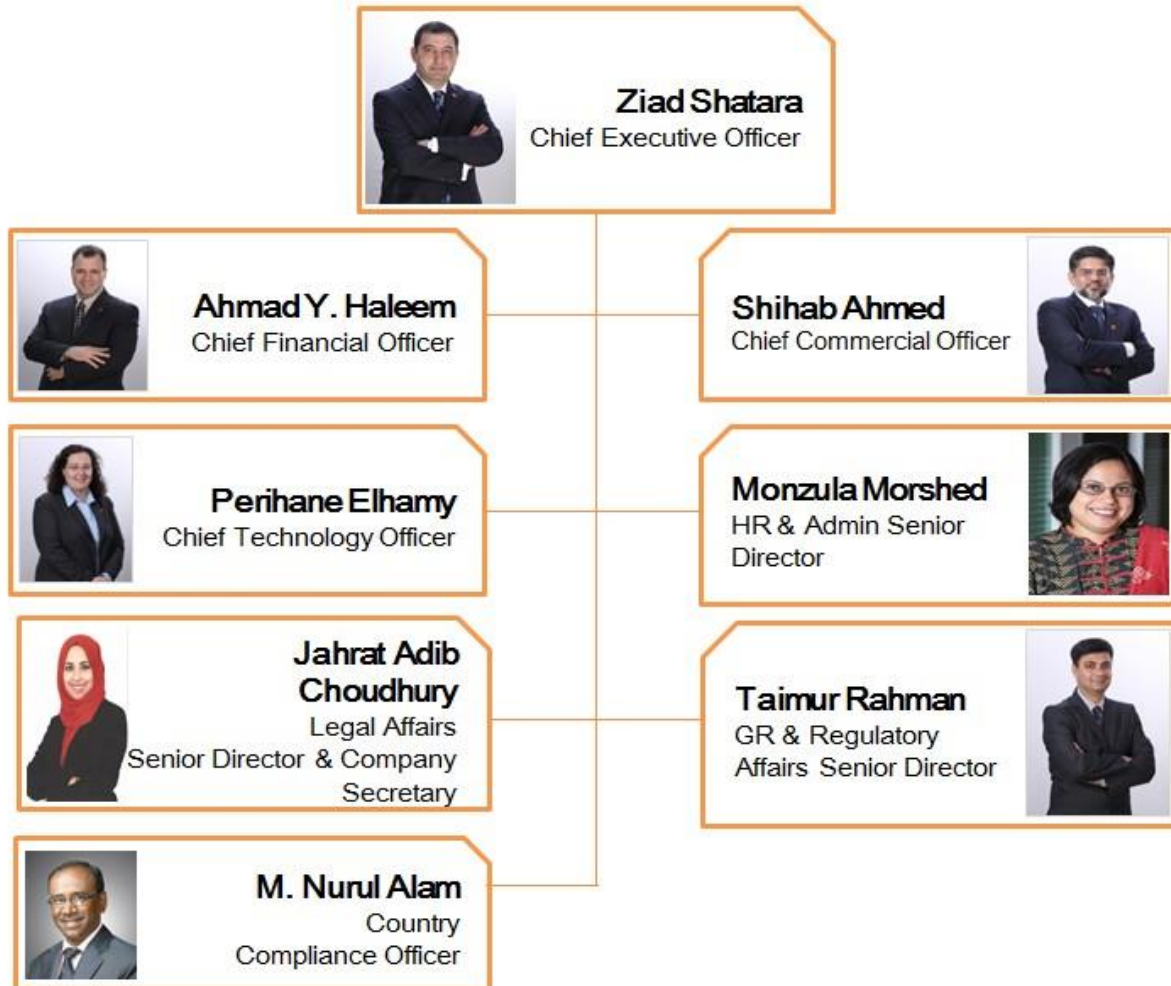 Ziad Shatara
Chief Executive Officer
Ahmad Y. Haleem
Chief Financial Officer
Shihab Ahmed
Chief Commercial Officer
Perihane Elhamy
Chief Technology Officer
Monzula Morshed
HR & Admin Senior
Director
Jahrat Adib
Choudhury
Legal Affairs
Senior Director & Company
Secretary
Taimur Rahman
GR & Regulatory
Affairs Senior Director
M. Nurul Alam
Country
Compliance Officer